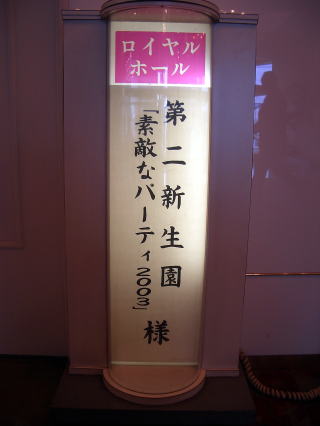 ロイヤル
ホール
第二新生園 様
「素敵なパーティ2003」